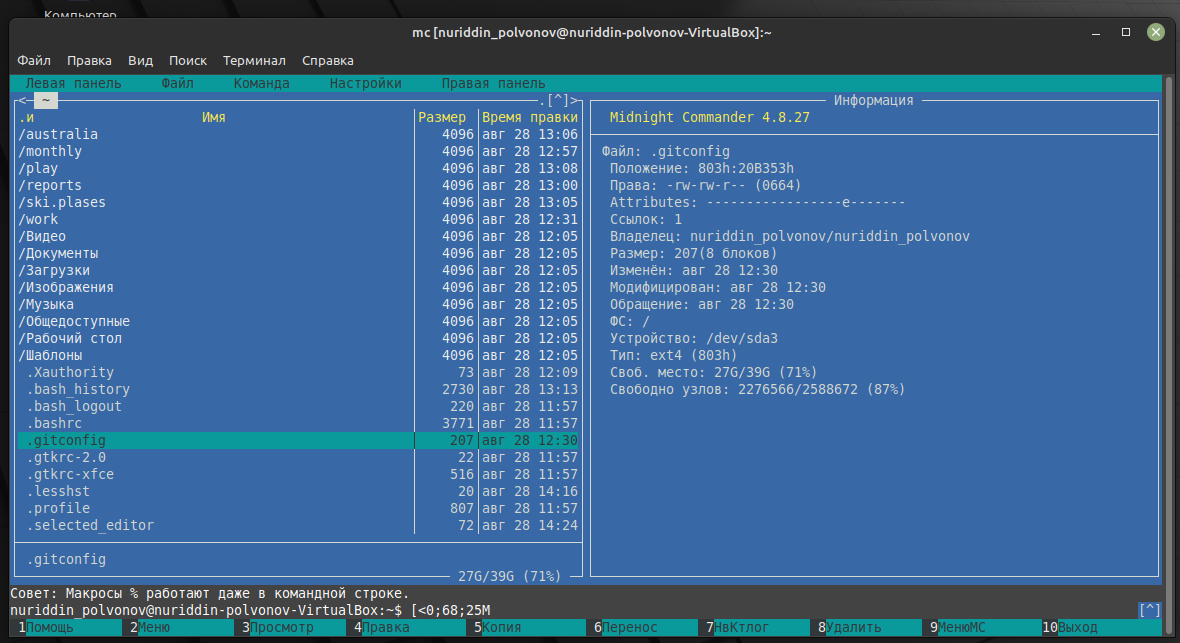 Компьютер
mc [nuriddin_polvonov@nuriddin-polvonov-VirtualBox]:~
Файл Правка Вид Поиск Терминал Справка
Левая панель Файл Команда Настройки Правая панель
<─ ~ .[^]>
.и Имя Размер Время правки
/australia 4096 авг 28 13:06
/monthly 4096 авг 28 12:57
/play 4096 авг 28 13:08
/reports 4096 авг 28 13:00
/ski.plases 4096 авг 28 13:05
/work 4096 авг 28 12:31
/Видео 4096 авг 28 12:05
/Документы 4096 авг 28 12:05
/Загрузки 4096 авг 28 12:05
/Изображения 4096 авг 28 12:05
/Музыка 4096 авг 28 12:05
/Общедоступные 4096 авг 28 12:05
/Рабочий стол 4096 авг 28 12:05
/Шаблоны 4096 авг 28 12:05
.Xauthority 73 авг 28 12:09
.bash_history 2730 авг 28 13:13
.bash_logout 220 авг 28 11:57
.bashrc 3771 авг 28 11:57
.gitconfig 207 авг 28 12:30
.gtkrc-2.0 22 авг 28 11:57
.gtkrc-xfce 516 авг 28 11:57
.lesshst 20 авг 28 14:16
.profile 807 авг 28 11:57
.selected_editor 72 авг 28 14:24
.gitconfig
27G/39G (71%)
Информация
Midnight Commander 4.8.27
Файл: .gitconfig
Положение: 803h:20B353h
Права: -rw-rw-r-- (0664)
Attributes: -----------------e-------
Ссылок: 1
Владелец: nuriddin_polvonov/nuriddin_polvonov
Размер: 207(8 блоков)
Изменён: авг 28 12:30
Модифицирован: авг 28 12:30
Обращение: авг 28 12:30
ФС: /
Устройство: /dev/sda3
Тип: ext4 (803h)
Своб. место: 27G/39G (71%)
Свободно узлов: 2276566/2588672 (87%)
Совет: Макросы % работают даже в командной строке.
nuriddin_polvonov@nuriddin-polvonov-VirtualBox:~$ [<0;68;25M [^]
1Помощь 2Меню 3Просмотр 4Правка 5Копия 6Перенос 7НвКтлог 8Удалить 9МенюМС 10Выход